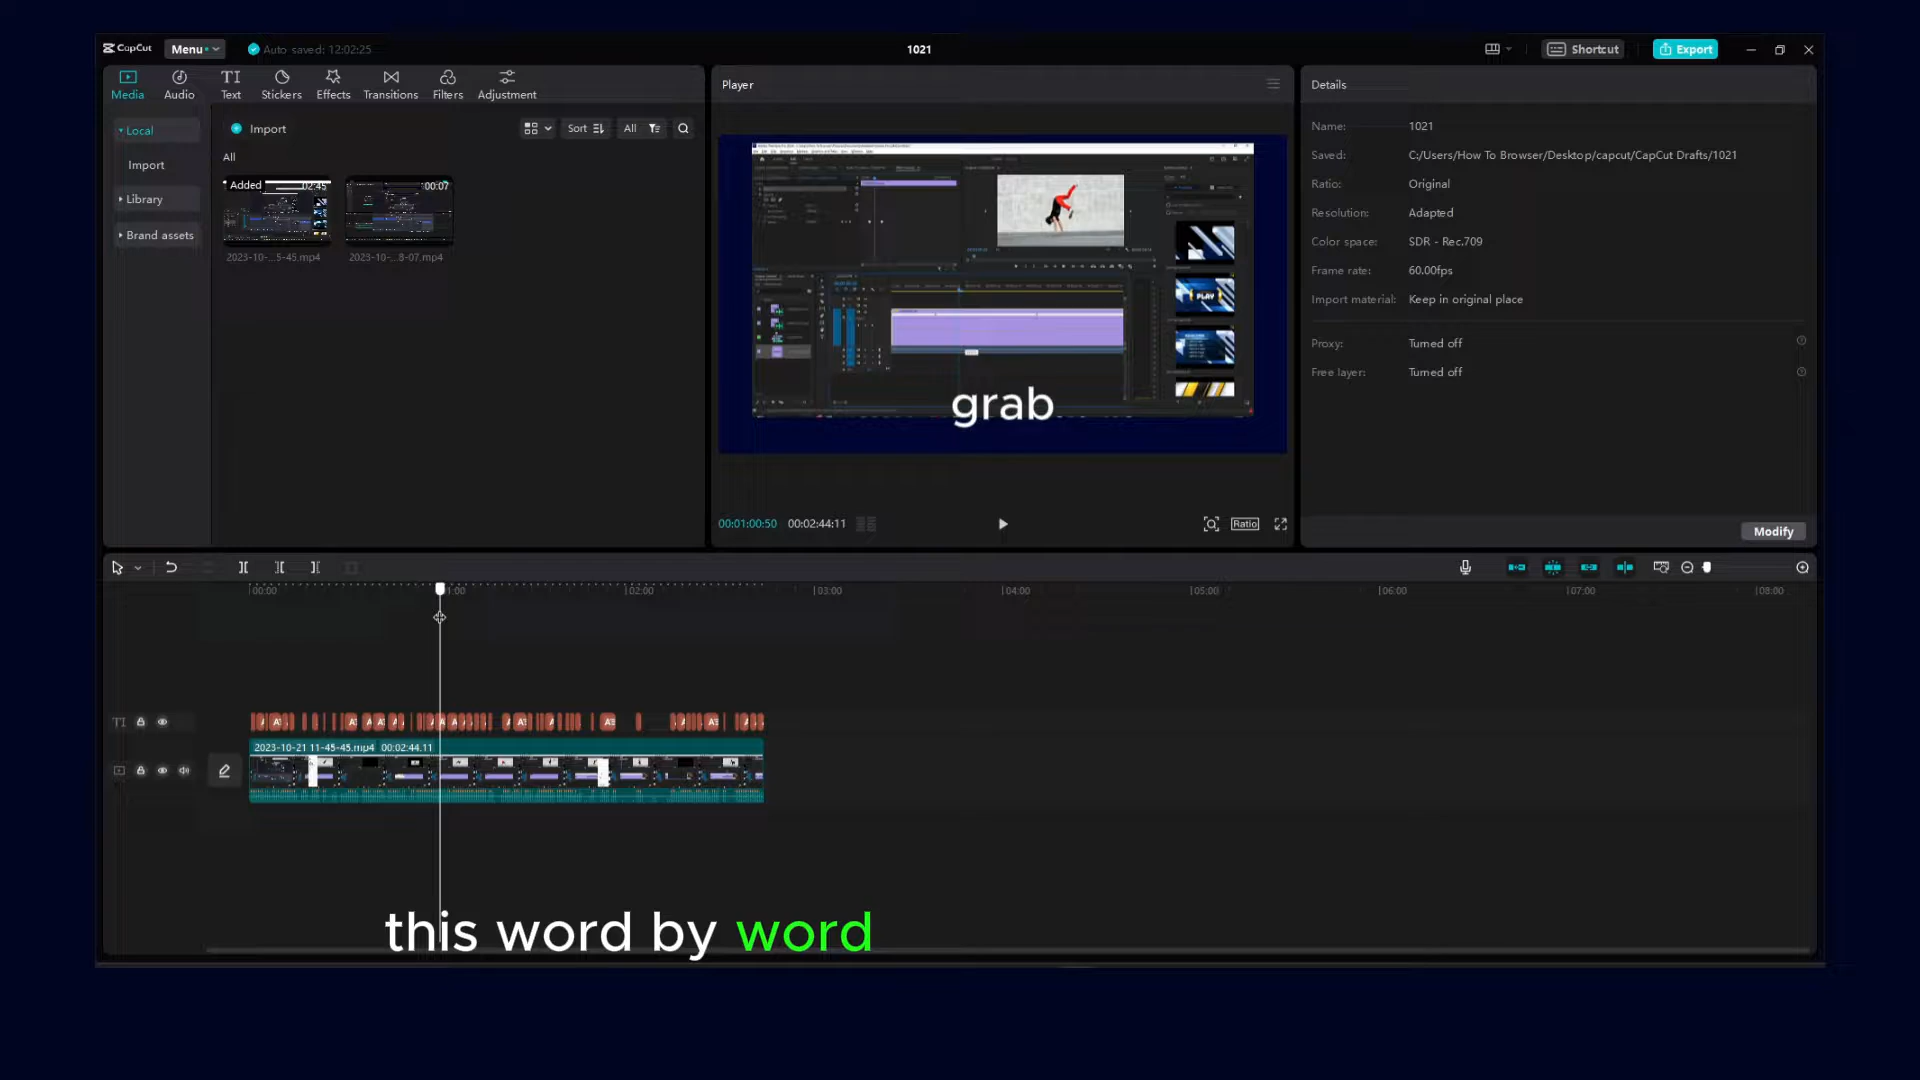 CapCut
Menu
Auto saved: 12:02:25
1021
Shortcut
Export
Media
Audio
Text
Stickers
Effects
Transitions
Filters
Adjustment
Local
Import
Library
Brand assets
Import
Sort
All
All
Added
02:45
00:07
2023-10-...5-45.mp4
2023-10-...8-07.mp4
Player
PLAY
grab
00:01:00:50
00:02:44:11
Ratio
Details
Name: 1021
Saved: C:/Users/How To Browser/Desktop/capcut/CapCut Drafts/1021
Ratio: Original
Resolution: Adapted
Color space: SDR - Rec.709
Frame rate: 60.00fps
Import material: Keep in original place
Proxy: Turned off
Free layer: Turned off
Modify
00:00
1:00
02:00
03:00
04:00
05:00
06:00
07:00
08:00
2023-10-21 11-45-45.mp4 00:02:44:11
this word by word